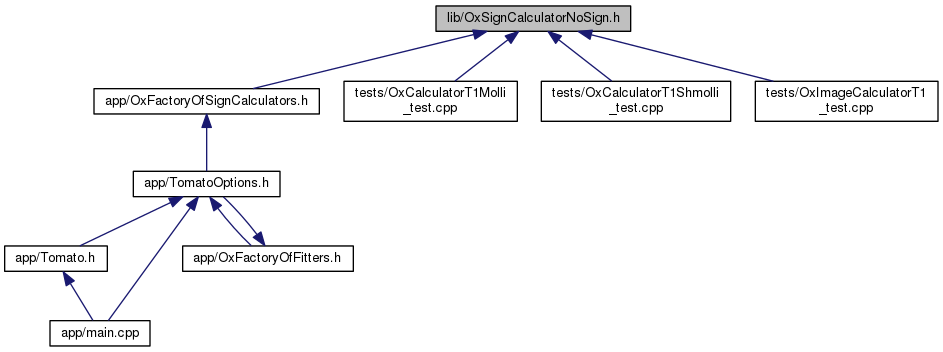 lib/OxSignCalculatorNoSign.h
app/OxFactoryOfSignCalculators.h
tests/OxCalculatorT1Molli
_test.cpp
tests/OxCalculatorT1Shmolli
_test.cpp
tests/OxImageCalculatorT1
_test.cpp
app/TomatoOptions.h
app/Tomato.h
app/OxFactoryOfFitters.h
app/main.cpp